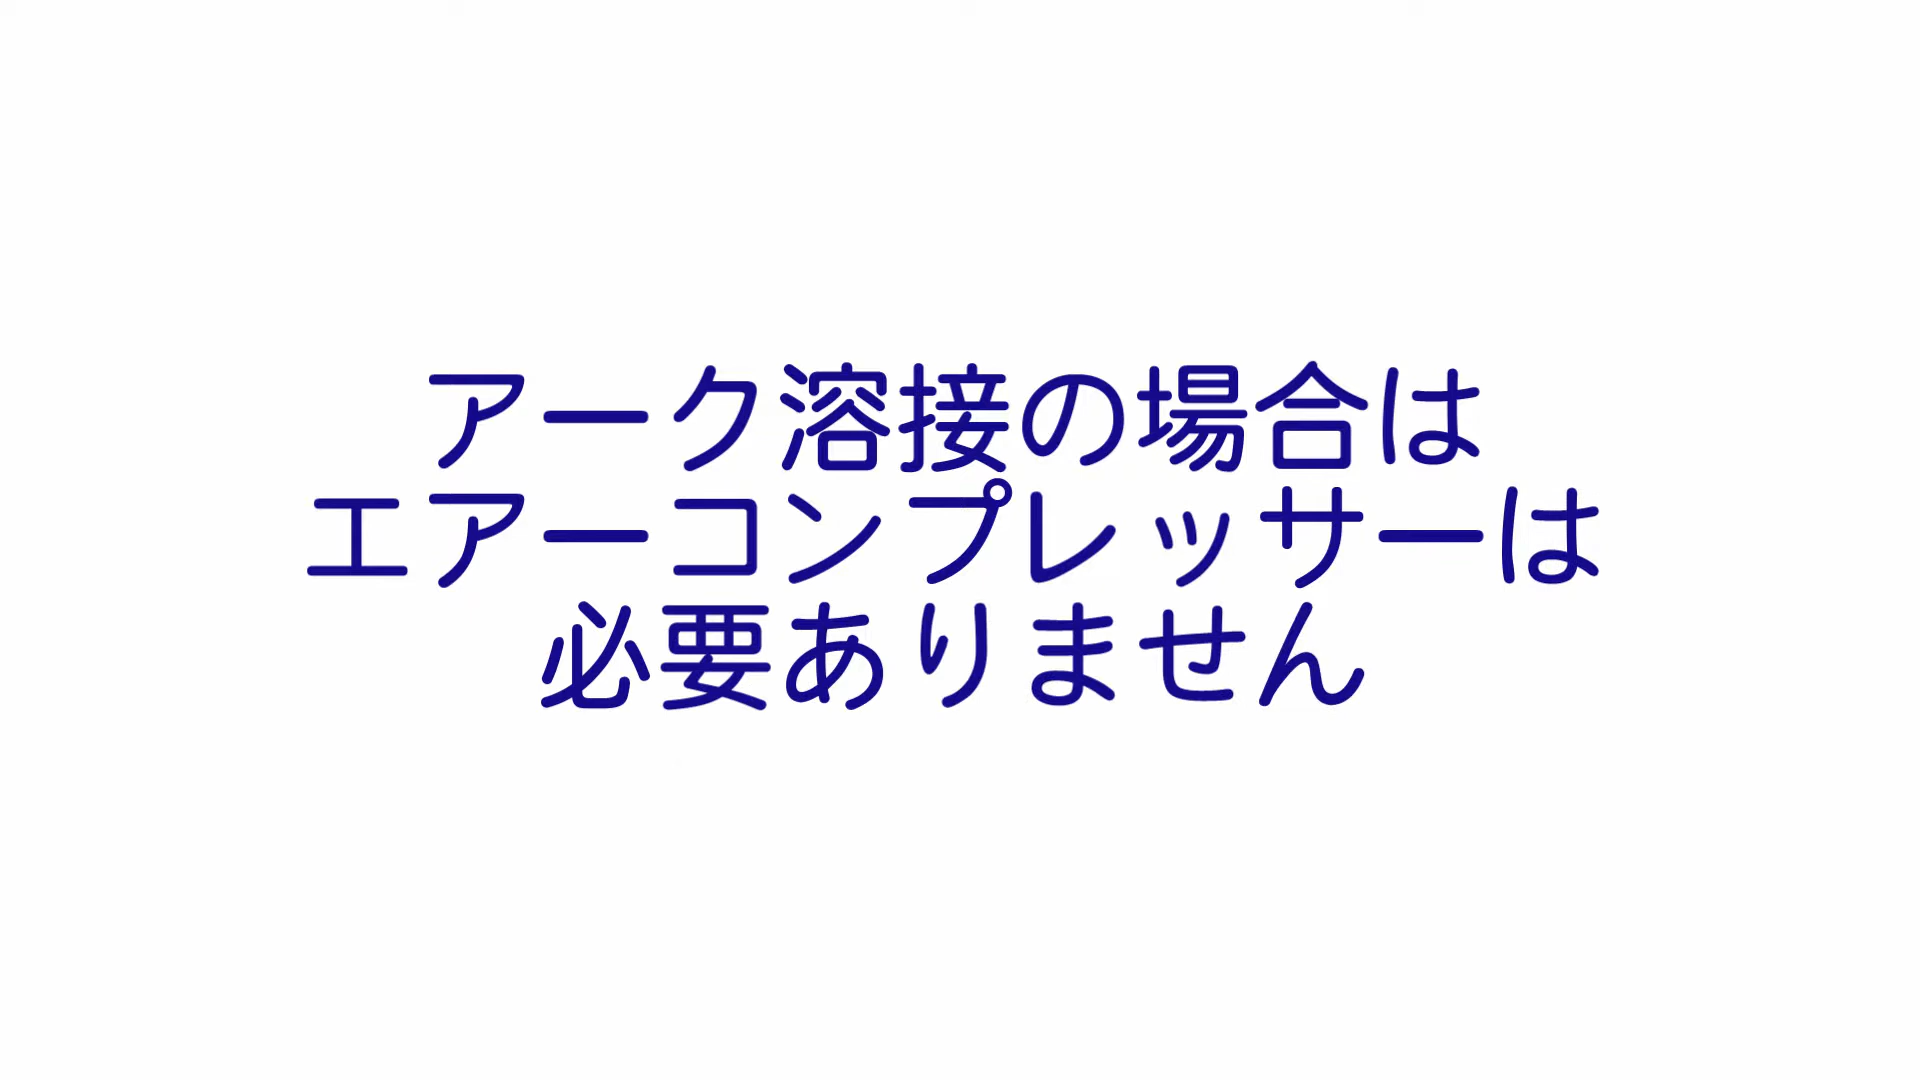 アーク溶接の場合は
エアーコンプレッサーは
必要ありません